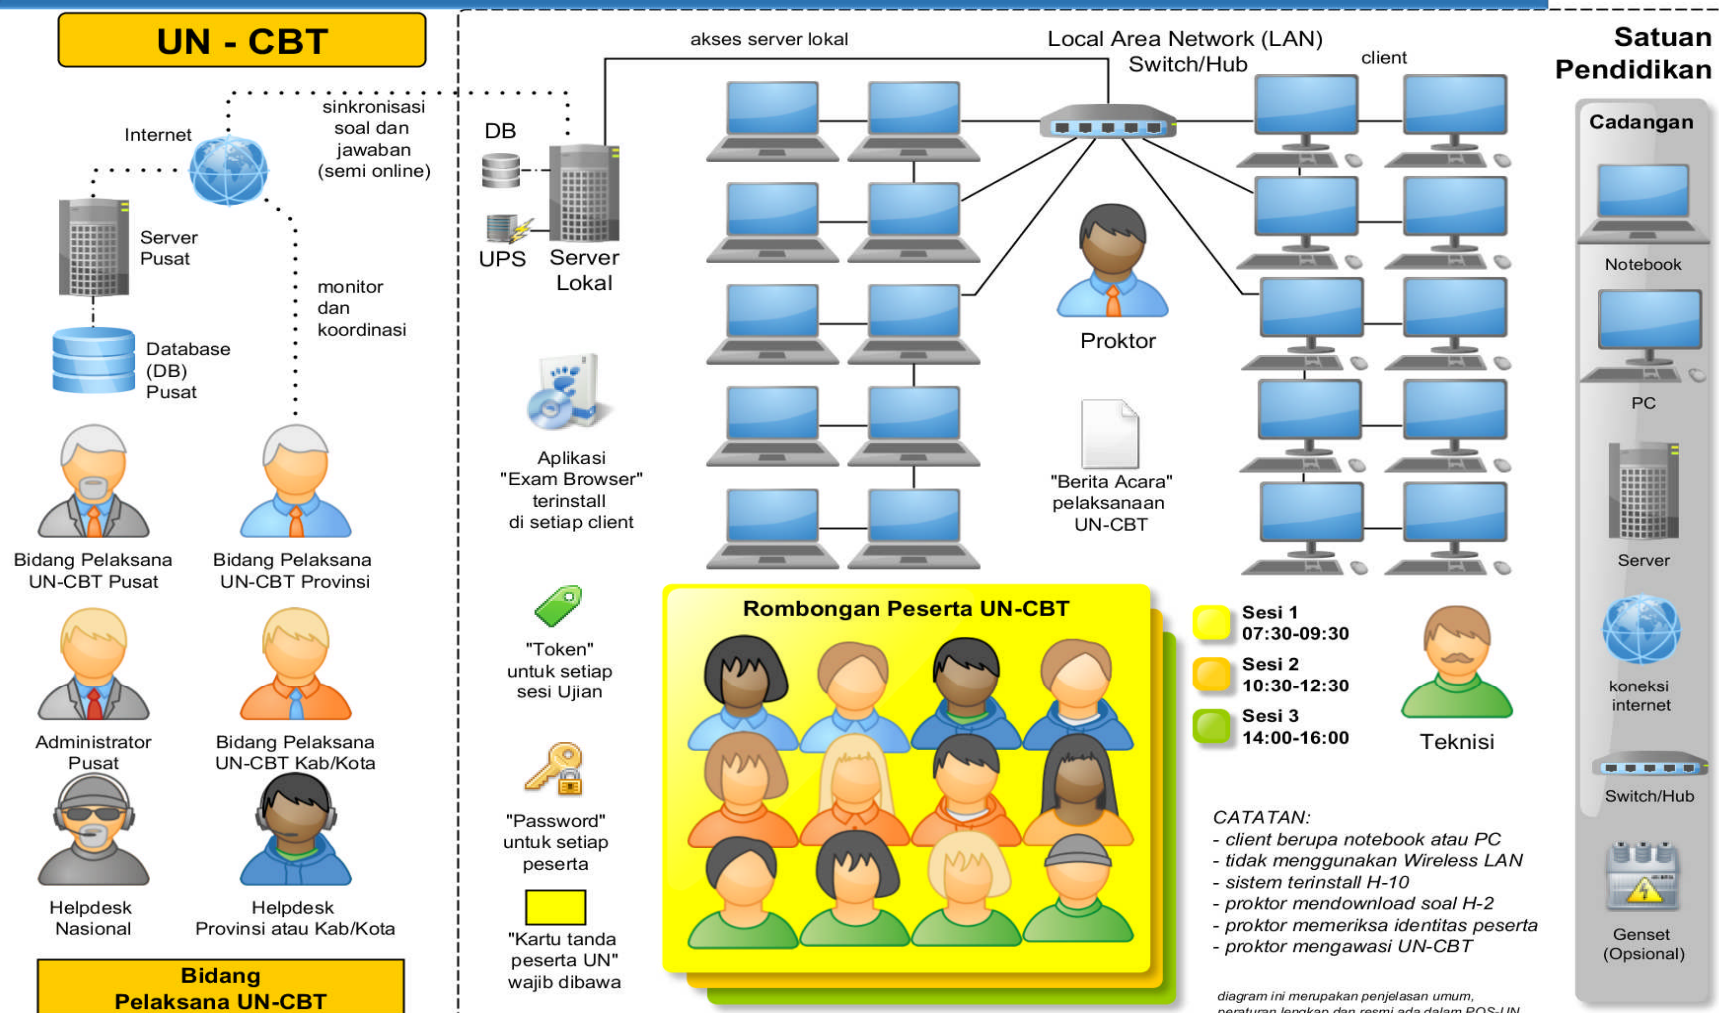 UN - CBT
Internet
sinkronisasi
soal dan
jawaban
(semi online)
Server
Pusat
monitor
dan
koordinasi
Database
(DB)
Pusat
Bidang Pelaksana
UN-CBT Pusat
Bidang Pelaksana
UN-CBT Provinsi
Administrator
Pusat
Bidang Pelaksana
UN-CBT Kab/Kota
Helpdesk
Nasional
Helpdesk
Provinsi atau Kab/Kota
Bidang
Pelaksana UN-CBT
akses server lokal
Local Area Network (LAN)
Switch/Hub
client
DB
UPS
Server
Lokal
Aplikasi
"Exam Browser"
terinstall
di setiap client
"Token"
untuk setiap
sesi Ujian
"Password"
untuk setiap
peserta
"Kartu tanda
peserta UN"
wajib dibawa
Proktor
"Berita Acara"
pelaksanaan
UN-CBT
Rombongan Peserta UN-CBT
Sesi 1
07:30-09:30
Sesi 2
10:30-12:30
Sesi 3
14:00-16:00
Teknisi
CATATAN:
- client berupa notebook atau PC
- tidak menggunakan Wireless LAN
- sistem terinstall H-10
- proktor mendownload soal H-2
- proktor memeriksa identitas peserta
- proktor mengawasi UN-CBT
diagram ini merupakan penjelasan umum,
peraturan lengkap dan resmi ada dalam POS-UN
Satuan
Pendidikan
Cadangan
Notebook
PC
Server
koneksi
internet
Switch/Hub
Genset
(Opsional)